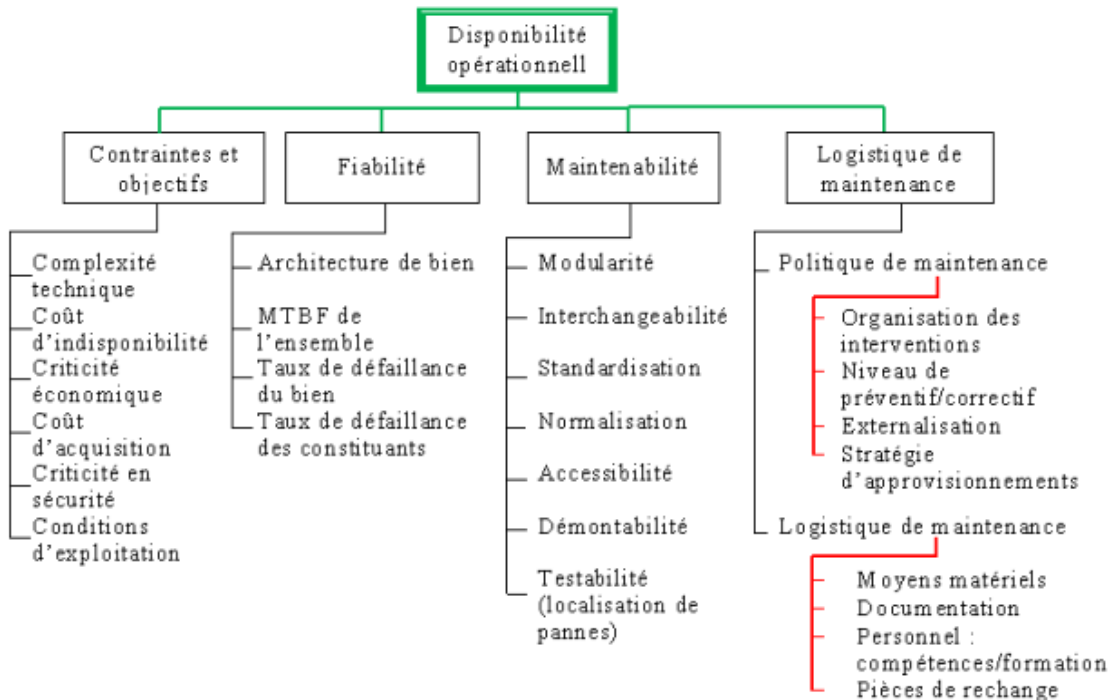 Disponibilité
opérationnell
Contraintes et
objectifs
Fiabilité
Maintenabilité
Logistique de
maintenance
Complexité
technique
Coût
d’indisponibilité
Criticité
économique
Coût
d’acquisition
Criticité en
sécurité
Conditions
d’exploitation
Architecture de bien
MTBF de
l’ensemble
Taux de défaillance
du bien
Taux de défaillance
des constituants
Modularité
Interchangeabilité
Standardisation
Normalisation
Accessibilité
Démontabilité
Testabilité
(localisation de
pannes)
Politique de maintenance
Organisation des
interventions
Niveau de
préventif/correctif
Externalisation
Stratégie
d’approvisionnements
Logistique de maintenance
Moyens matériels
Documentation
Personnel :
compétences/formation
Pièces de rechange